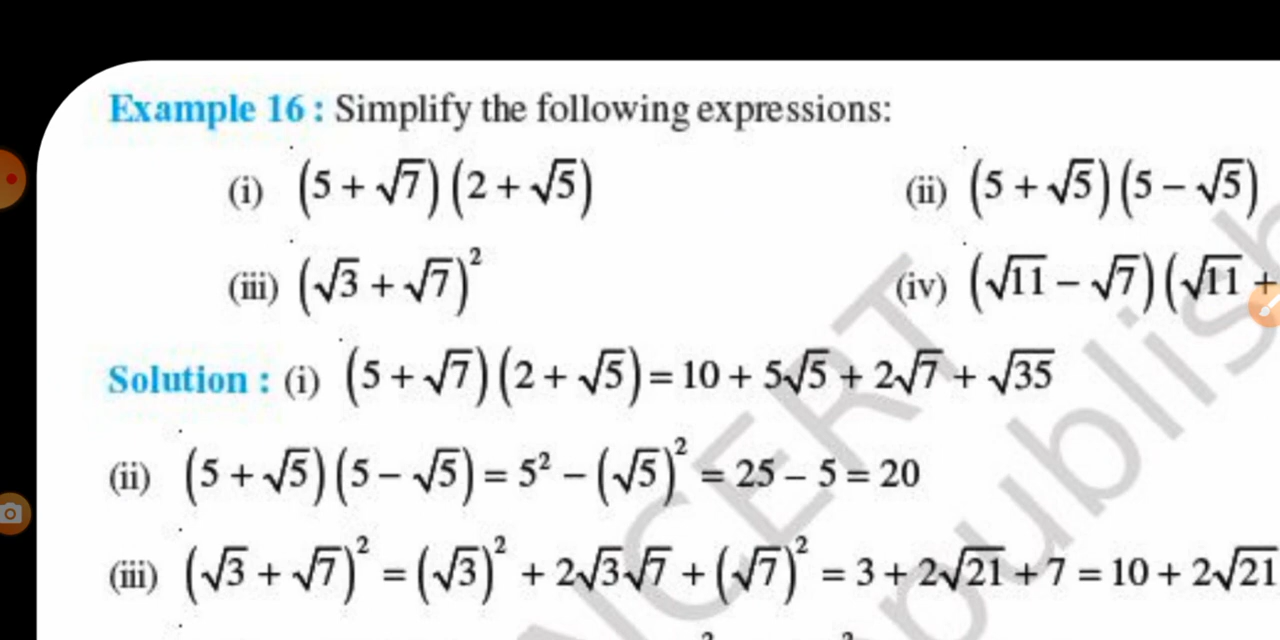 Example 16 : Simplify the following expressions:
(i) (5 + √7) (2 + √5) (ii) (5 + √5) (5 − √5)
(iii) (√3 + √7)² (iv) (√11 − √7) (√11 +
Solution : (i) (5 + √7) (2 + √5) = 10 + 5√5 + 2√7 + √35
(ii) (5 + √5) (5 − √5) = 5² − (√5)² = 25 − 5 = 20
(iii) (√3 + √7)² = (√3)² + 2√3√7 + (√7)² = 3 + 2√21 + 7 = 10 + 2√21